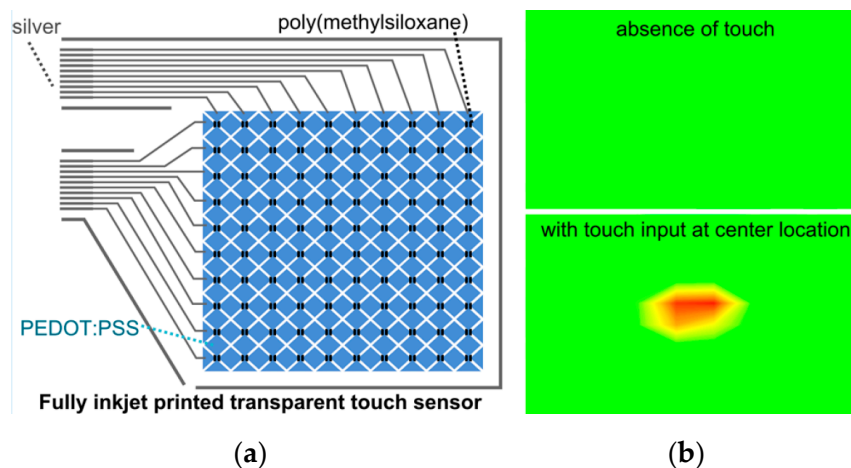 silver
poly(methylsiloxane)
PEDOT:PSS
Fully inkjet printed transparent touch sensor
(a)
absence of touch
with touch input at center location
(b)